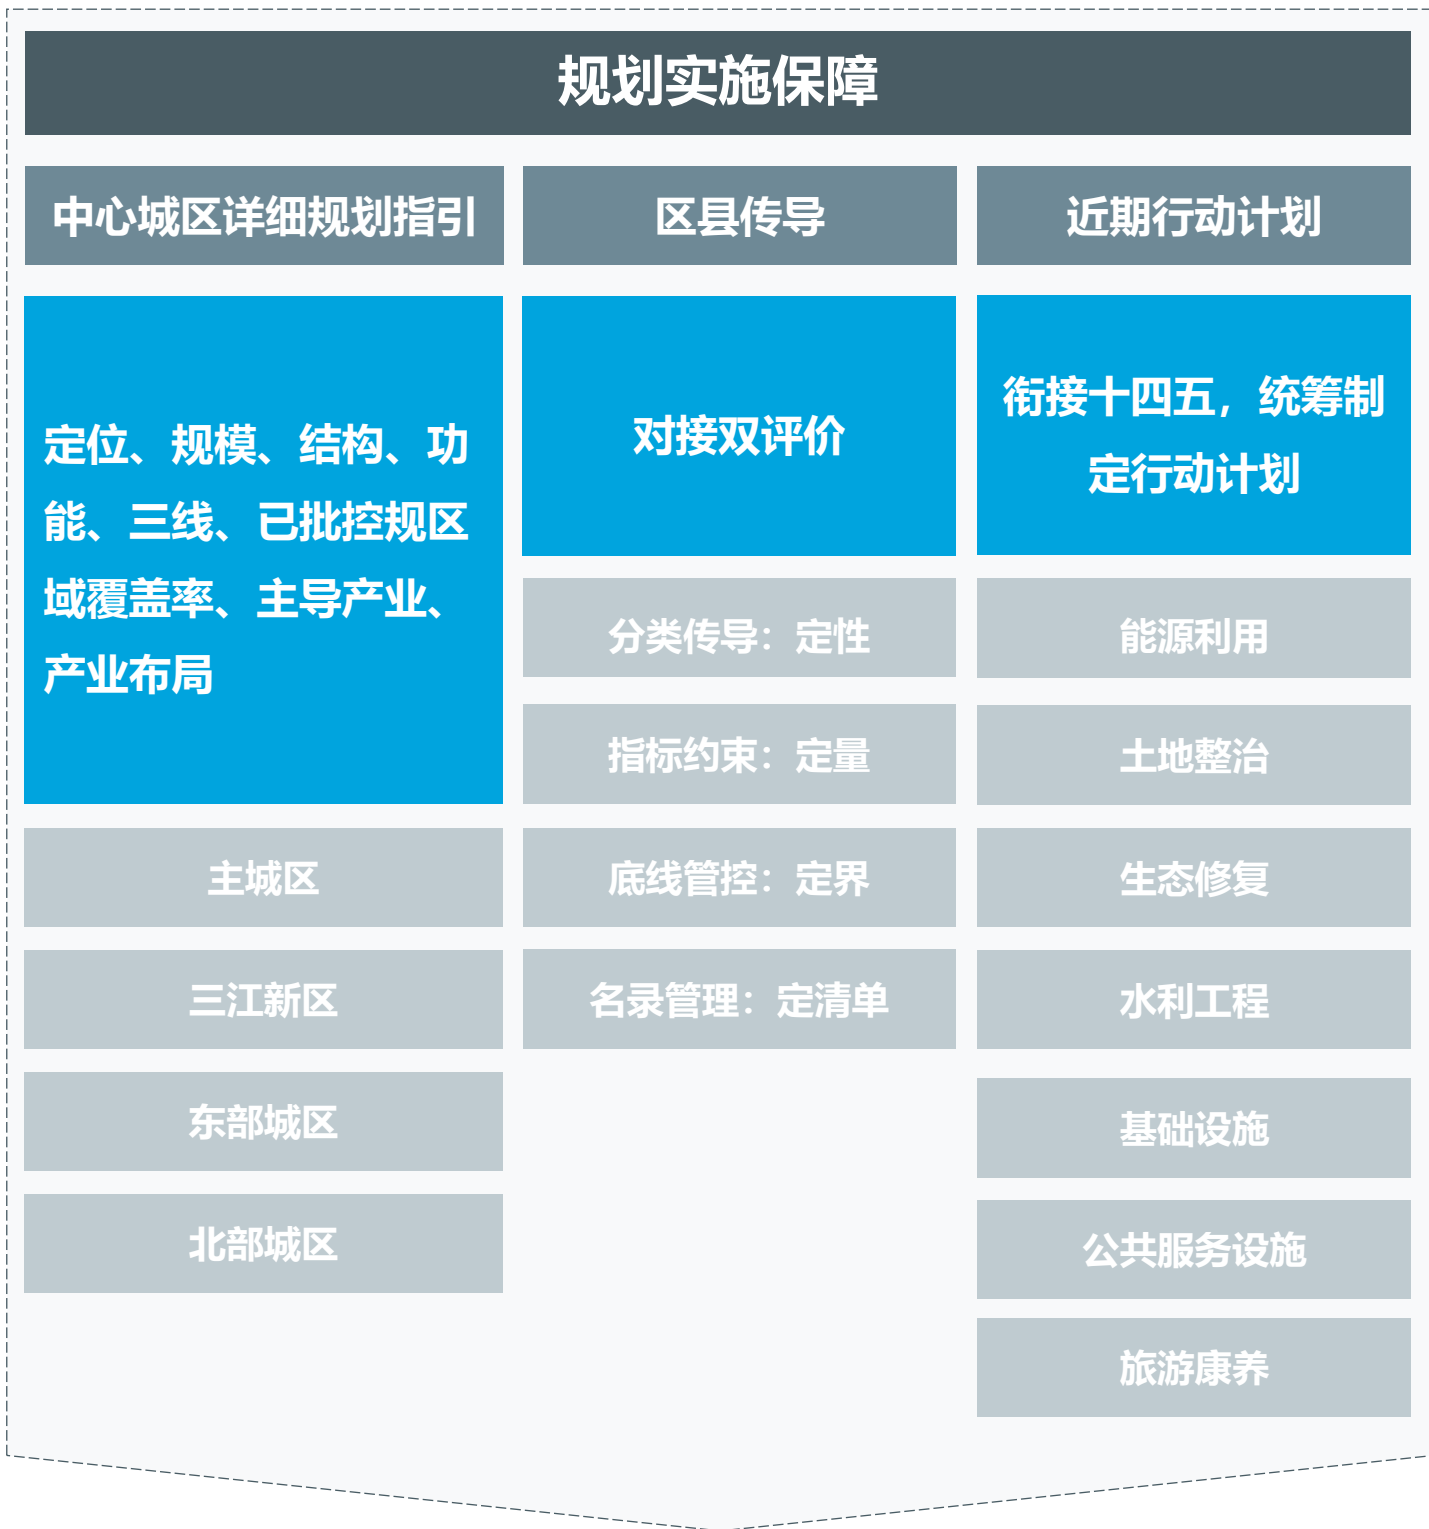 规划实施保障
中心城区详细规划指引
定位、规模、结构、功
能、三线、已批控规区
域覆盖率、主导产业、
产业布局
主城区
三江新区
东部城区
北部城区
区县传导
对接双评价
分类传导：定性
指标约束：定量
底线管控：定界
名录管理：定清单
近期行动计划
衔接十四五，统筹制
定行动计划
能源利用
土地整治
生态修复
水利工程
基础设施
公共服务设施
旅游康养